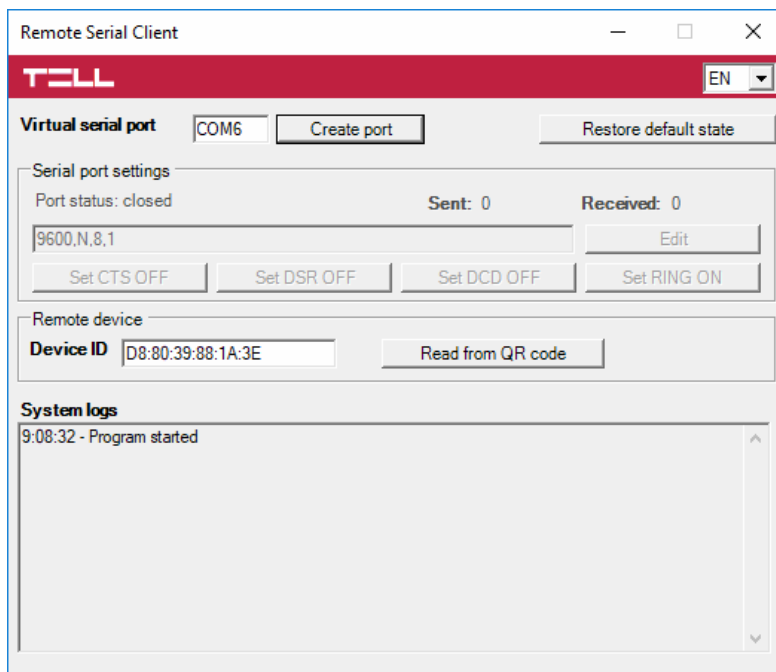 Remote Serial Client
TELL
EN
Virtual serial port COM6 Create port Restore default state
Serial port settings
Port status: closed Sent: 0 Received: 0
9600,N,8,1 Edit
Set CTS OFF Set DSR OFF Set DCD OFF Set RING ON
Remote device
Device ID D8:80:39:88:1A:3E Read from QR code
System logs
9:08:32 - Program started